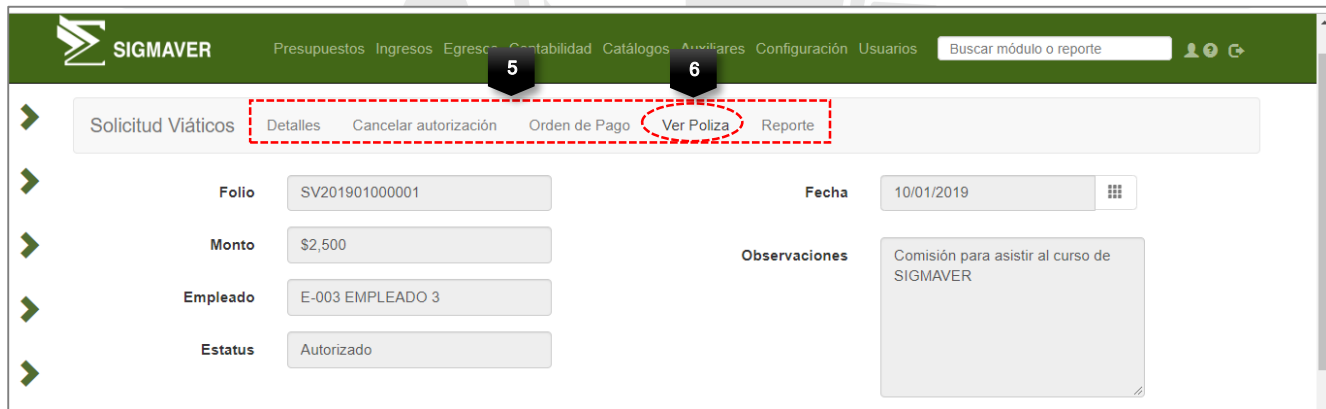 SIGMAVER Presupuestos Ingresos Egresos Contabilidad Catálogos Auxiliares Configuración Usuarios Buscar módulo o reporte
5 6
Solicitud Viáticos Detalles Cancelar autorización Orden de Pago Ver Poliza Reporte
Folio SV201901000001 Fecha 10/01/2019
Monto $2,500 Observaciones Comisión para asistir al curso de
SIGMAVER
Empleado E-003 EMPLEADO 3
Estatus Autorizado